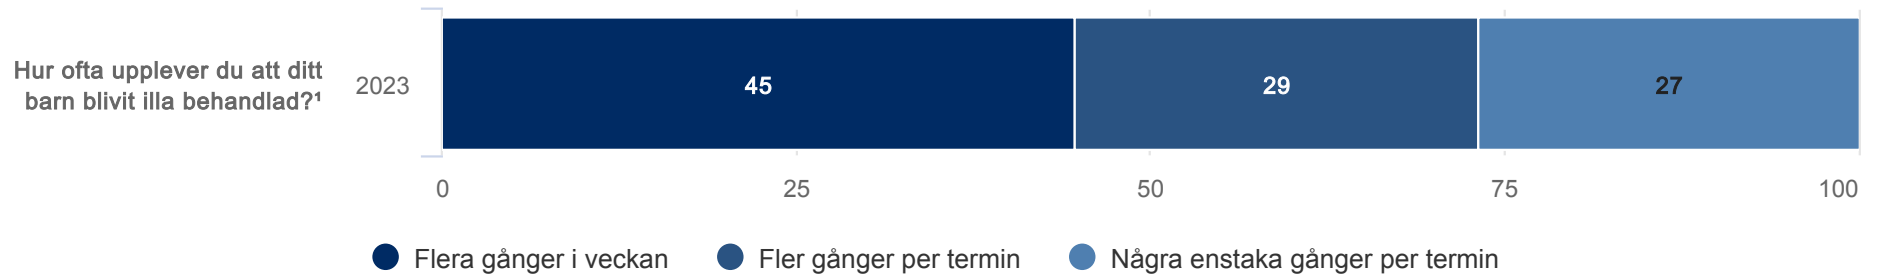 Hur ofta upplever du att ditt
barn blivit illa behandlad?¹
2023
45
29
27
0
25
50
75
100
Flera gånger i veckan
Fler gånger per termin
Några enstaka gånger per termin